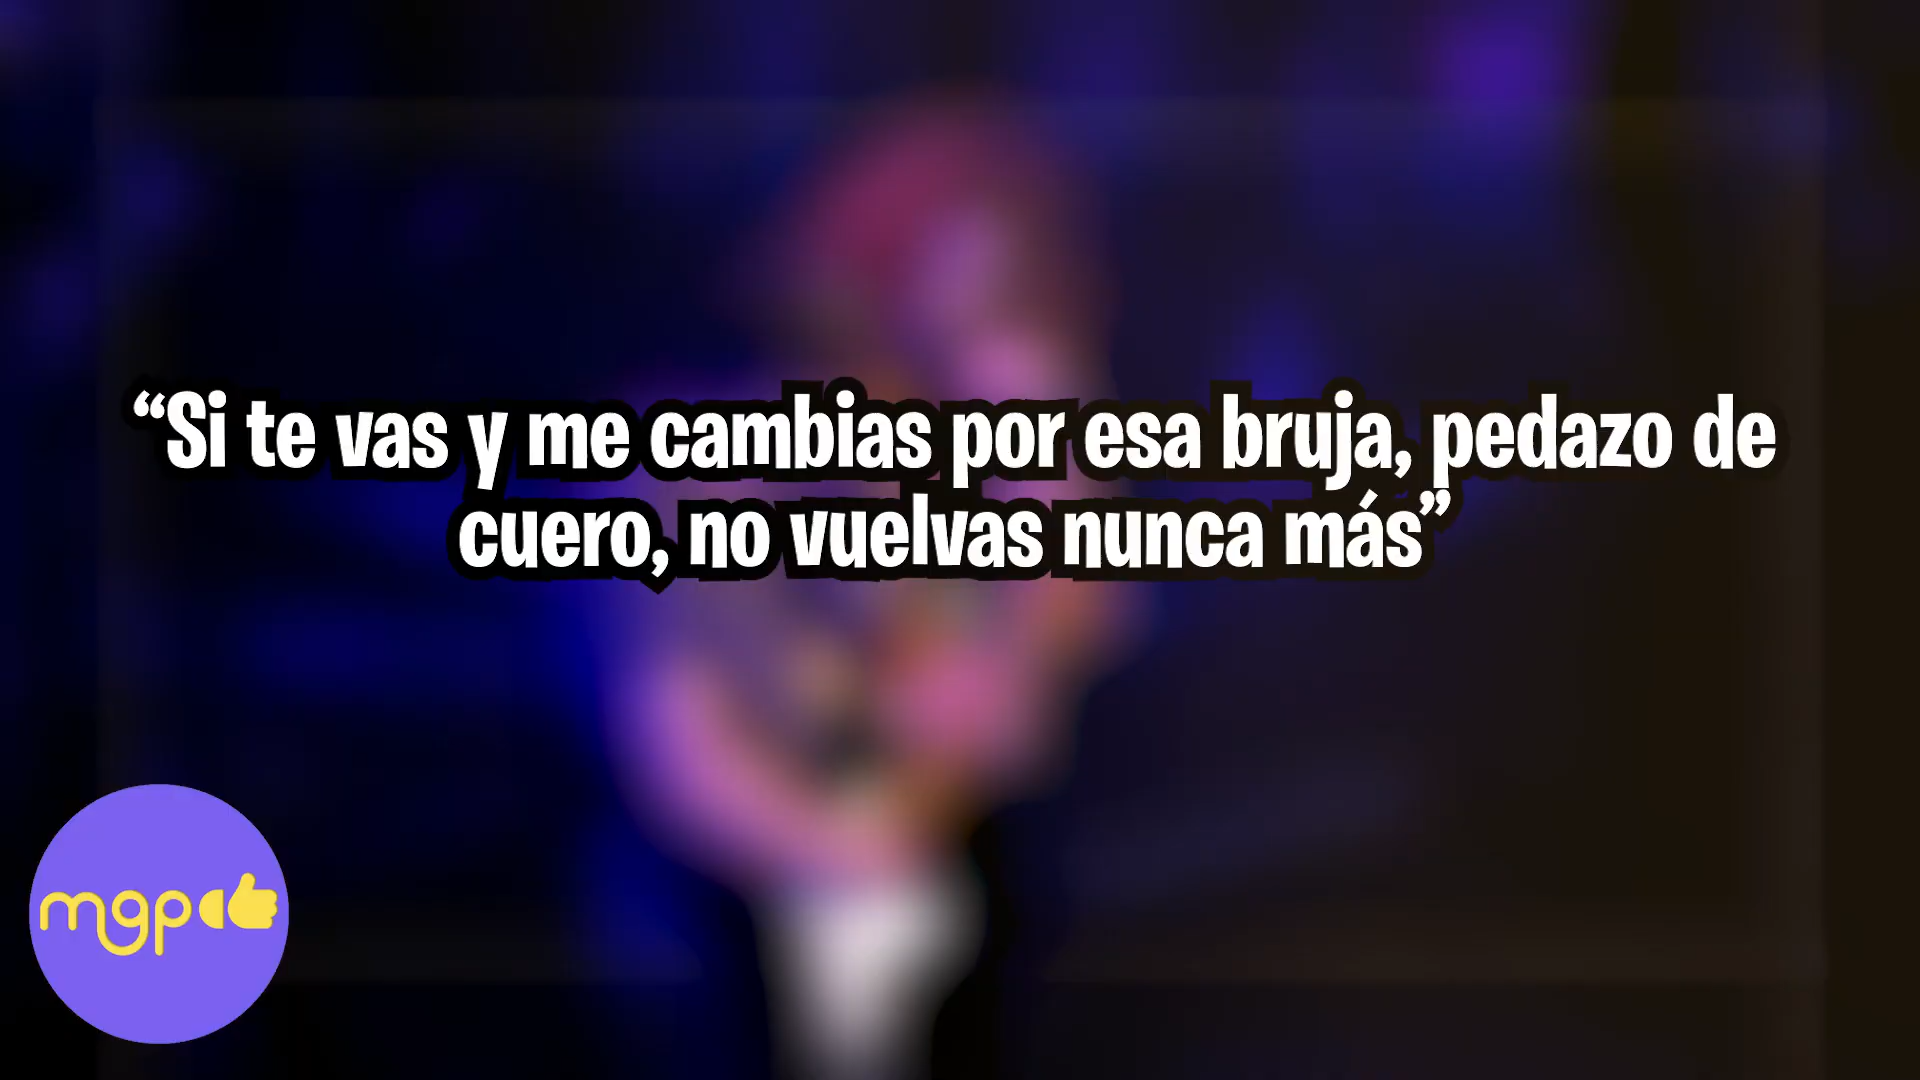 “Si te vas y me cambias por esa bruja, pedazo de
cuero, no vuelvas nunca más”
mgp